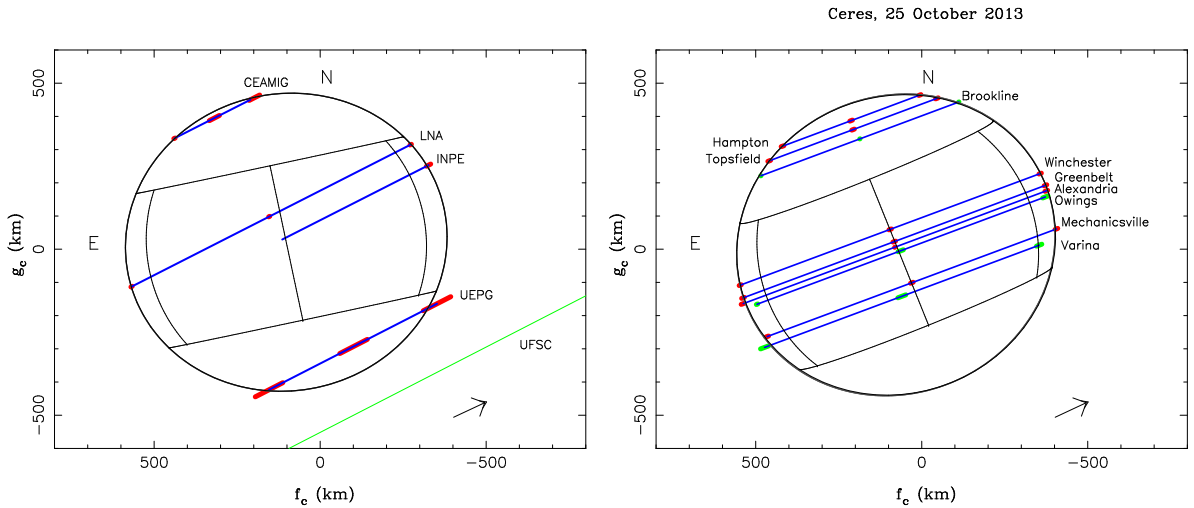 Ceres, 25 October 2013
500
0
−500
g_c (km)
500
0
−500
f_c (km)
N
E
CEAMIG
LNA
INPE
UEPG
UFSC
500
0
−500
g_c (km)
500
0
−500
f_c (km)
N
E
Brookline
Hampton
Topsfield
Winchester
Greenbelt
Alexandria
Owings
Mechanicsville
Varina